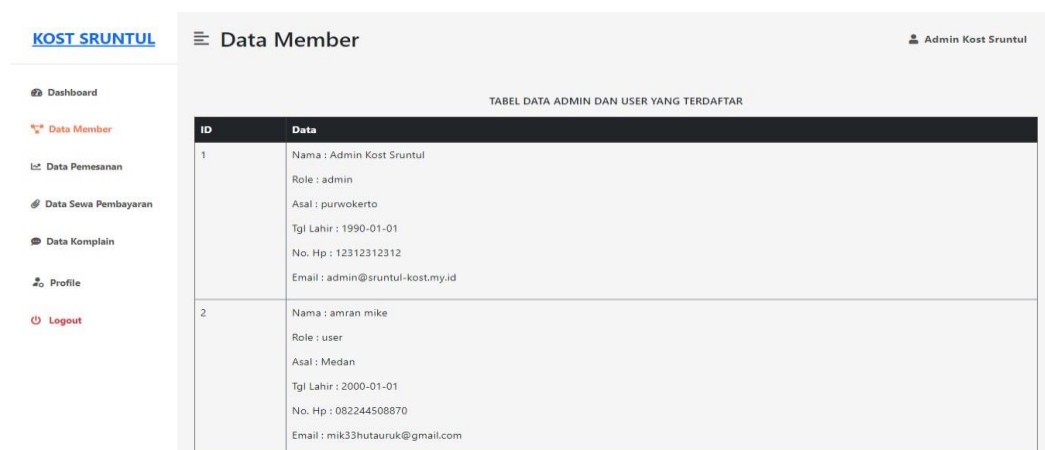 KOST SRUNTUL
Data Member
Admin Kost Sruntul
Dashboard
Data Member
Data Pemesanan
Data Sewa Pembayaran
Data Komplain
Profile
Logout
TABEL DATA ADMIN DAN USER YANG TERDAFTAR
ID Data
1 Nama : Admin Kost Sruntul
Role : admin
Asal : purwokerto
Tgl Lahir : 1990-01-01
No. Hp : 12312312312
Email : admin@sruntul-kost.my.id
2 Nama : amran mike
Role : user
Asal : Medan
Tgl Lahir : 2000-01-01
No. Hp : 082244508870
Email : mik33hutauruk@gmail.com